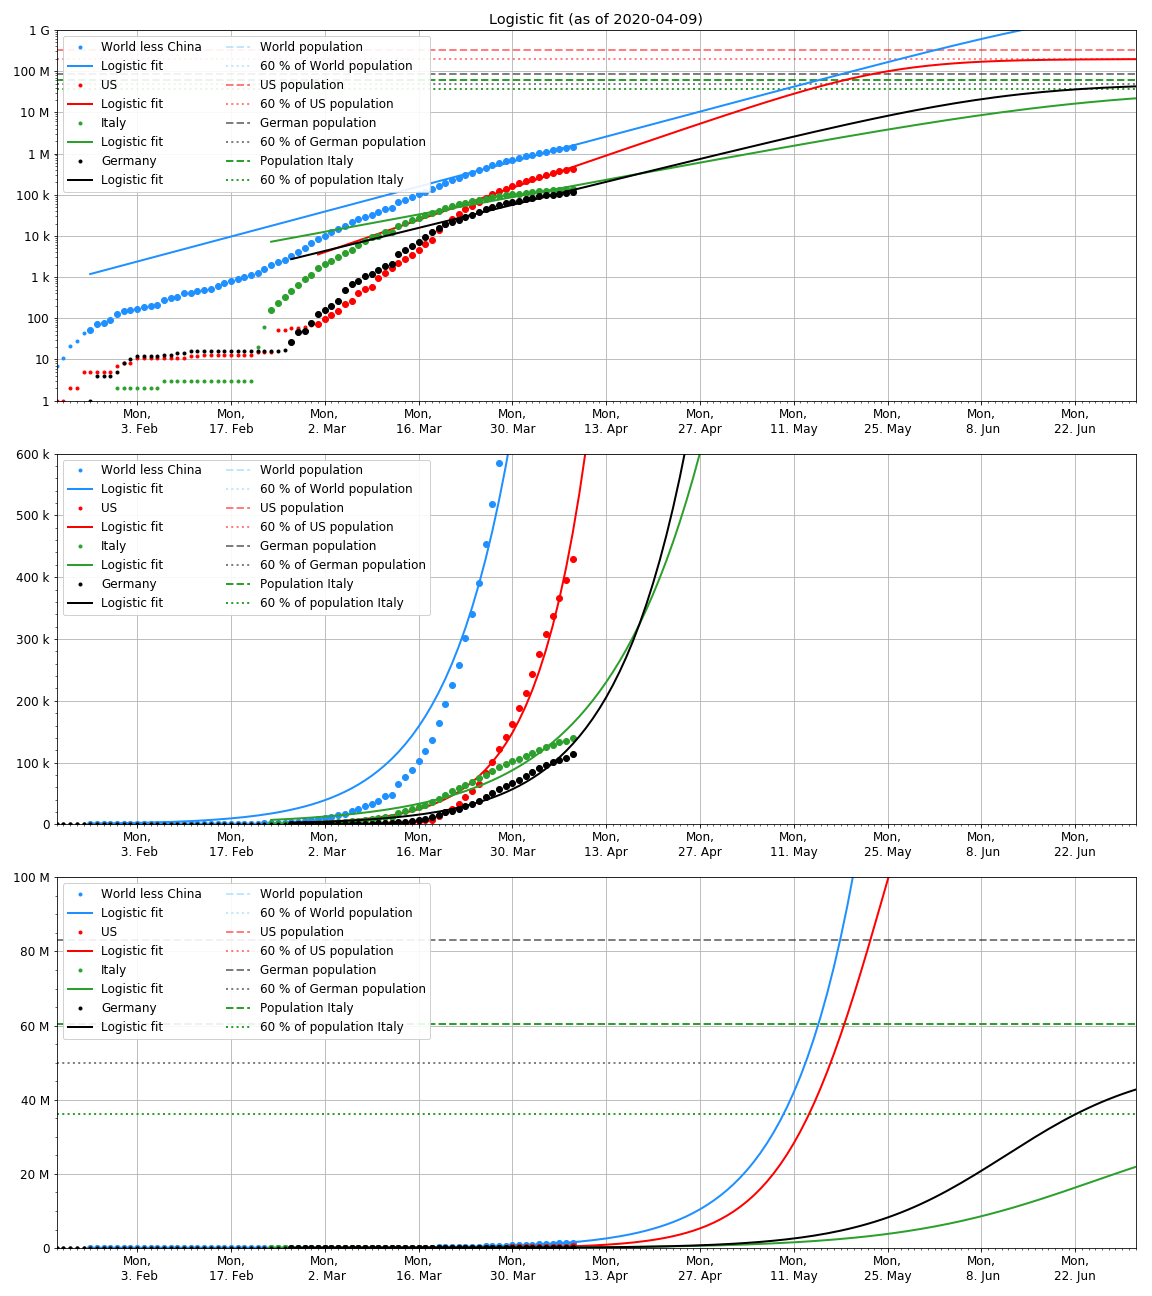 Logistic fit (as of 2020-04-09)
1 G
100 M
10 M
1 M
100 k
10 k
1 k
100
10
1
World less China
Logistic fit
US
Logistic fit
Italy
Logistic fit
Germany
Logistic fit
World population
60 % of World population
US population
60 % of US population
German population
60 % of German population
Population Italy
60 % of population Italy
Mon,
3. Feb
Mon,
17. Feb
Mon,
2. Mar
Mon,
16. Mar
Mon,
30. Mar
Mon,
13. Apr
Mon,
27. Apr
Mon,
11. May
Mon,
25. May
Mon,
8. Jun
Mon,
22. Jun
600 k
500 k
400 k
300 k
200 k
100 k
0
World less China
Logistic fit
US
Logistic fit
Italy
Logistic fit
Germany
Logistic fit
World population
60 % of World population
US population
60 % of US population
German population
60 % of German population
Population Italy
60 % of population Italy
Mon,
3. Feb
Mon,
17. Feb
Mon,
2. Mar
Mon,
16. Mar
Mon,
30. Mar
Mon,
13. Apr
Mon,
27. Apr
Mon,
11. May
Mon,
25. May
Mon,
8. Jun
Mon,
22. Jun
100 M
80 M
60 M
40 M
20 M
0
World less China
Logistic fit
US
Logistic fit
Italy
Logistic fit
Germany
Logistic fit
World population
60 % of World population
US population
60 % of US population
German population
60 % of German population
Population Italy
60 % of population Italy
Mon,
3. Feb
Mon,
17. Feb
Mon,
2. Mar
Mon,
16. Mar
Mon,
30. Mar
Mon,
13. Apr
Mon,
27. Apr
Mon,
11. May
Mon,
25. May
Mon,
8. Jun
Mon,
22. Jun